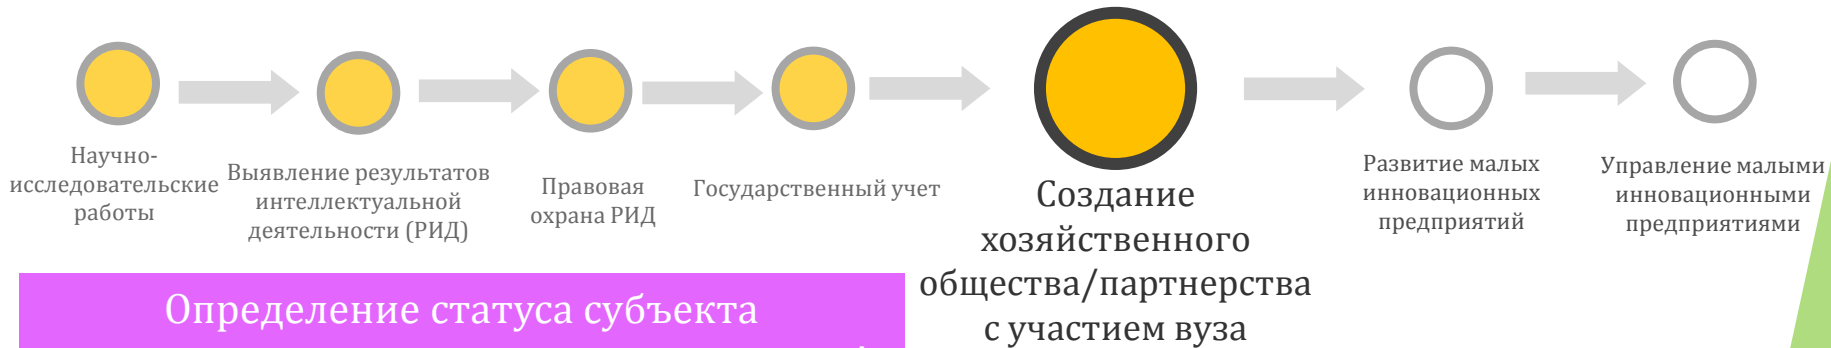 Научно-
исследовательские
работы
Выявление результатов
интеллектуальной
деятельности (РИД)
Правовая
охрана РИД
Государственный учет
Создание
хозяйственного
общества/партнерства
с участием вуза
Развитие малых
инновационных
предприятий
Управление малыми
инновационными
предприятиями
Определение статуса субъекта